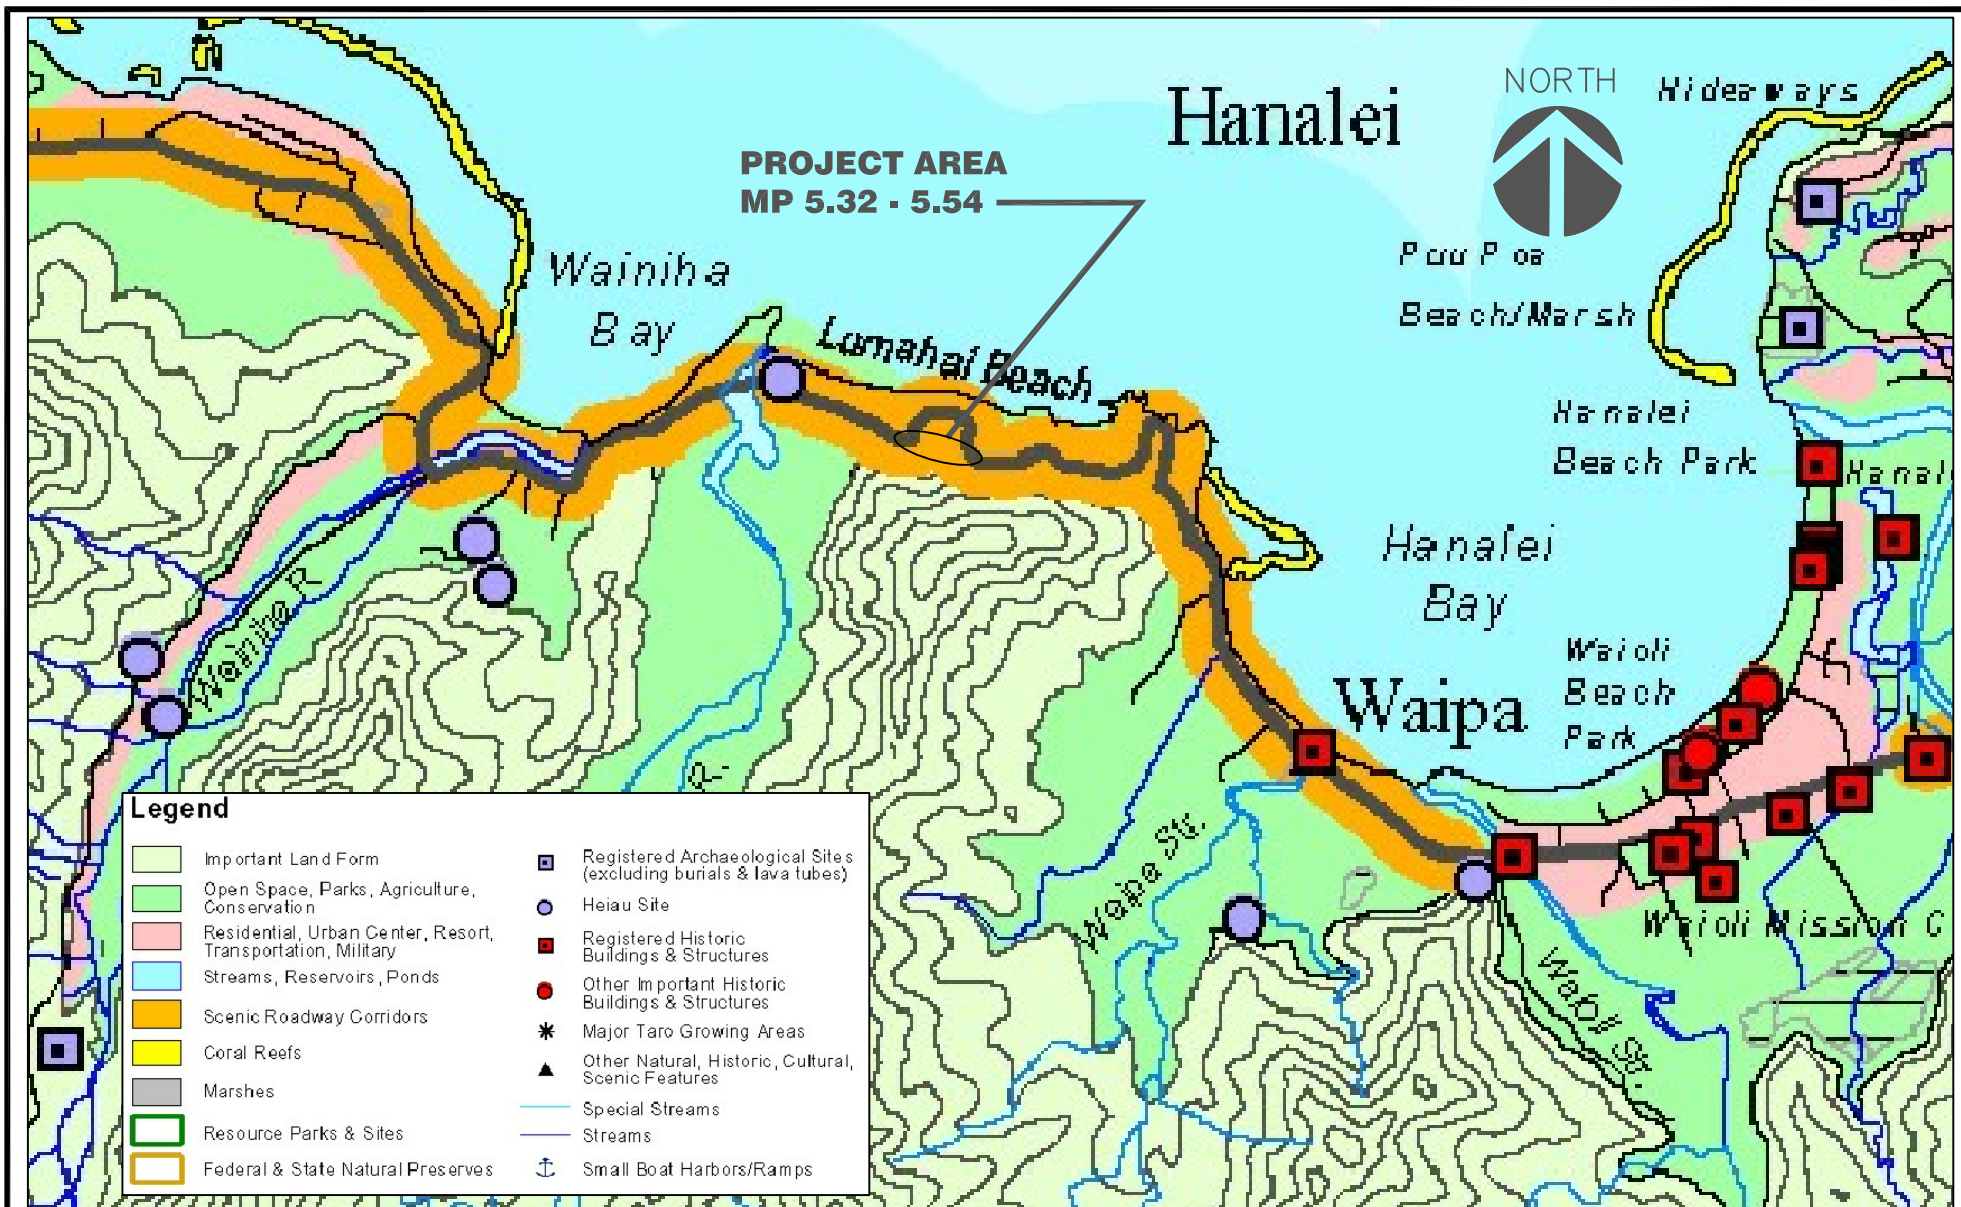 Hanalei
NORTH
Hideaways
PROJECT AREA
MP 5.32 - 5.54
Wainiha
Bay
Puu Poa
Beach/Marsh
Lumahai Beach
Hanalei
Beach Park
Hanal
Hanalei
Bay
Wainiha R
Waioli
Beach
Park
Waipa
R.
Waipa Str.
Waioli Mission C
Waioli Str.
Legend
Important Land Form
Open Space, Parks, Agriculture,
Conservation
Residential, Urban Center, Resort,
Transportation, Military
Streams, Reservoirs, Ponds
Scenic Roadway Corridors
Coral Reefs
Marshes
Resource Parks & Sites
Federal & State Natural Preserves
Registered Archaeological Sites
(excluding burials & lava tubes)
Heiau Site
Registered Historic
Buildings & Structures
Other Important Historic
Buildings & Structures
Major Taro Growing Areas
Other Natural, Historic, Cultural,
Scenic Features
Special Streams
Streams
Small Boat Harbors/Ramps